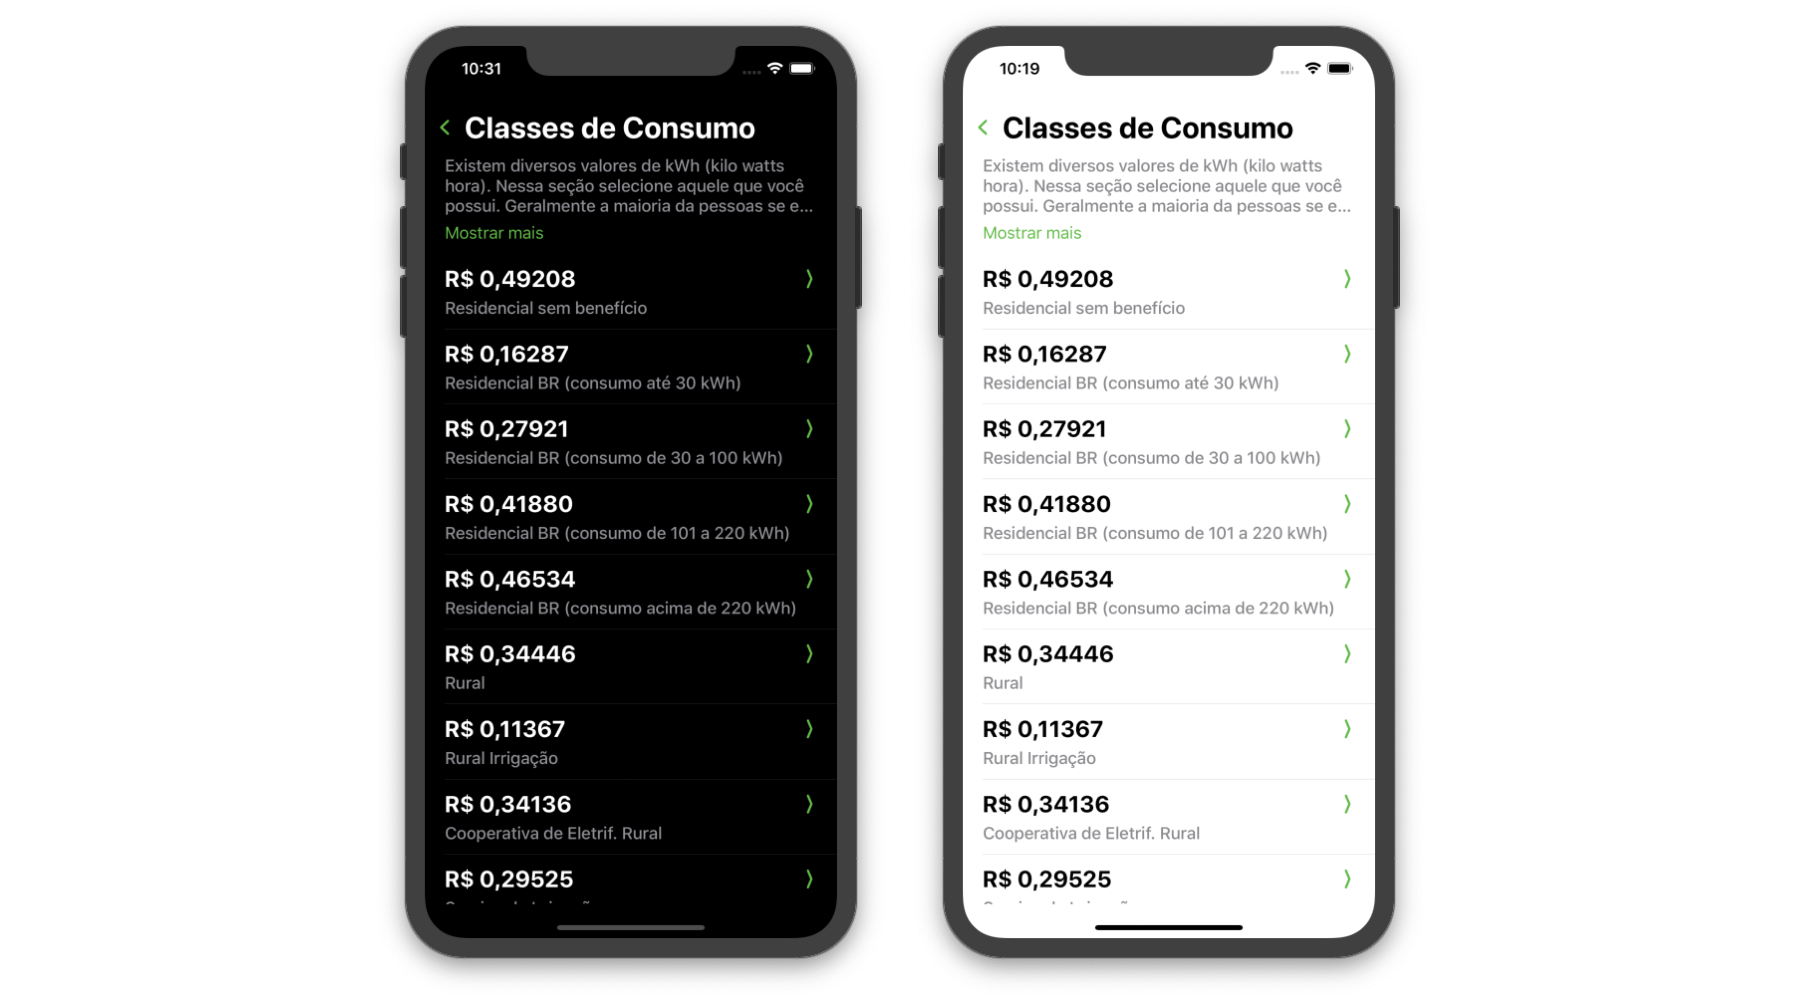 10:31
Classes de Consumo
Existem diversos valores de kWh (kilo watts
hora). Nessa seção selecione aquele que você
possui. Geralmente a maioria da pessoas se e...
Mostrar mais
R$ 0,49208
Residencial sem benefício
R$ 0,16287
Residencial BR (consumo até 30 kWh)
R$ 0,27921
Residencial BR (consumo de 30 a 100 kWh)
R$ 0,41880
Residencial BR (consumo de 101 a 220 kWh)
R$ 0,46534
Residencial BR (consumo acima de 220 kWh)
R$ 0,34446
Rural
R$ 0,11367
Rural Irrigação
R$ 0,34136
Cooperativa de Eletrif. Rural
R$ 0,29525
10:19
Classes de Consumo
Existem diversos valores de kWh (kilo watts
hora). Nessa seção selecione aquele que você
possui. Geralmente a maioria da pessoas se e...
Mostrar mais
R$ 0,49208
Residencial sem benefício
R$ 0,16287
Residencial BR (consumo até 30 kWh)
R$ 0,27921
Residencial BR (consumo de 30 a 100 kWh)
R$ 0,41880
Residencial BR (consumo de 101 a 220 kWh)
R$ 0,46534
Residencial BR (consumo acima de 220 kWh)
R$ 0,34446
Rural
R$ 0,11367
Rural Irrigação
R$ 0,34136
Cooperativa de Eletrif. Rural
R$ 0,29525